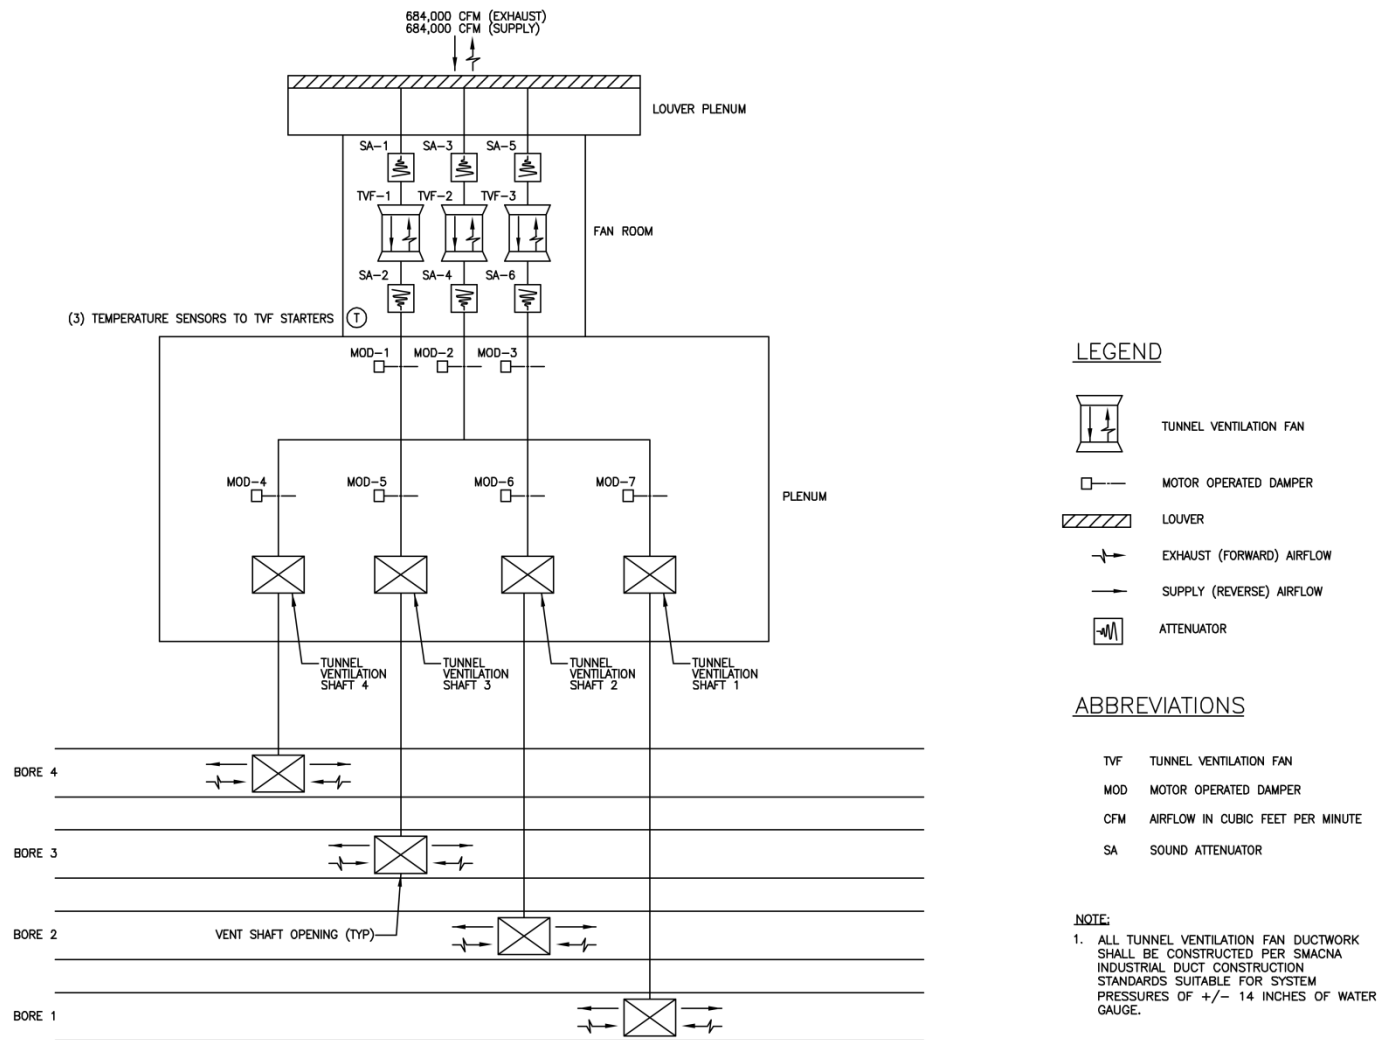 684,000 CFM (EXHAUST)
684,000 CFM (SUPPLY)
LOUVER PLENUM
SA-1
SA-3
SA-5
TVF-1
TVF-2
TVF-3
FAN ROOM
SA-2
SA-4
SA-6
(3) TEMPERATURE SENSORS TO TVF STARTERS
T
MOD-1
MOD-2
MOD-3
MOD-4
MOD-5
MOD-6
MOD-7
PLENUM
TUNNEL
VENTILATION
SHAFT 4
TUNNEL
VENTILATION
SHAFT 3
TUNNEL
VENTILATION
SHAFT 2
TUNNEL
VENTILATION
SHAFT 1
BORE 4
BORE 3
VENT SHAFT OPENING (TYP)
BORE 2
BORE 1
LEGEND
TUNNEL VENTILATION FAN
MOTOR OPERATED DAMPER
LOUVER
EXHAUST (FORWARD) AIRFLOW
SUPPLY (REVERSE) AIRFLOW
ATTENUATOR
ABBREVIATIONS
TVF TUNNEL VENTILATION FAN
MOD MOTOR OPERATED DAMPER
CFM AIRFLOW IN CUBIC FEET PER MINUTE
SA SOUND ATTENUATOR
NOTE:
1. ALL TUNNEL VENTILATION FAN DUCTWORK
SHALL BE CONSTRUCTED PER SMACNA
INDUSTRIAL DUCT CONSTRUCTION
STANDARDS SUITABLE FOR SYSTEM
PRESSURES OF +/- 14 INCHES OF WATER
GAUGE.